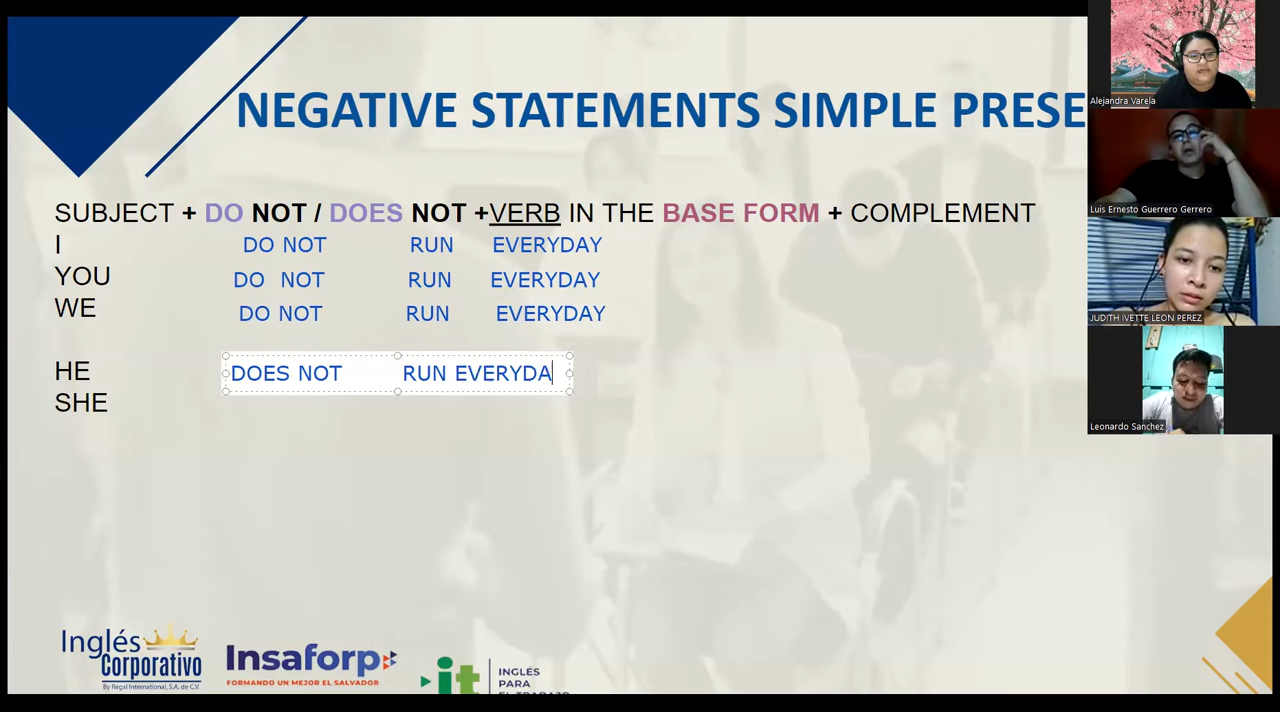 NEGATIVE STATEMENTS SIMPLE PRESE
SUBJECT + DO NOT / DOES NOT +VERB IN THE BASE FORM + COMPLEMENT
I DO NOT RUN EVERYDAY
YOU DO NOT RUN EVERYDAY
WE DO NOT RUN EVERYDAY
HE DOES NOT RUN EVERYDA
SHE
Alejandra Varela
Luis Ernesto Guerrero Gerrero
JUDITH IVETTE LEON PEREZ
Leonardo Sanchez
Inglés
Corporativo
By Regal International, S.A. de C.V.
Insaforp
FORMANDO UN MEJOR EL SALVADOR
it
INGLÉS
PARA
EL TRABAJO